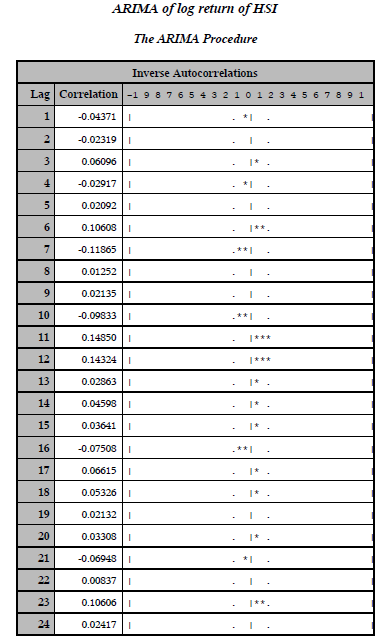 ARIMA of log return of HSI
The ARIMA Procedure
Inverse Autocorrelations
Lag Correlation -1 9 8 7 6 5 4 3 2 1 0 1 2 3 4 5 6 7 8 9 1
1 -0.04371 | . *| . |
2 -0.02319 | . | . |
3 0.06096 | . |* . |
4 -0.02917 | . *| . |
5 0.02092 | . | . |
6 0.10608 | . |**. |
7 -0.11865 | .**| . |
8 0.01252 | . | . |
9 0.02135 | . | . |
10 -0.09833 | .**| . |
11 0.14850 | . |*** |
12 0.14324 | . |*** |
13 0.02863 | . |* . |
14 0.04598 | . |* . |
15 0.03641 | . |* . |
16 -0.07508 | .**| . |
17 0.06615 | . |* . |
18 0.05326 | . |* . |
19 0.02132 | . | . |
20 0.03308 | . |* . |
21 -0.06948 | . *| . |
22 0.00837 | . | . |
23 0.10606 | . |**. |
24 0.02417 | . | . |